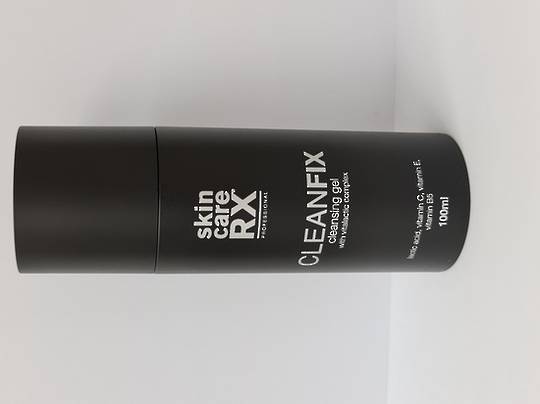 skin
care
RX
PROFESSIONAL
CLEANFIX
cleansing gel
with vitalactic complex
lactic acid, vitamin C, vitamin E,
vitamin B5
100ml